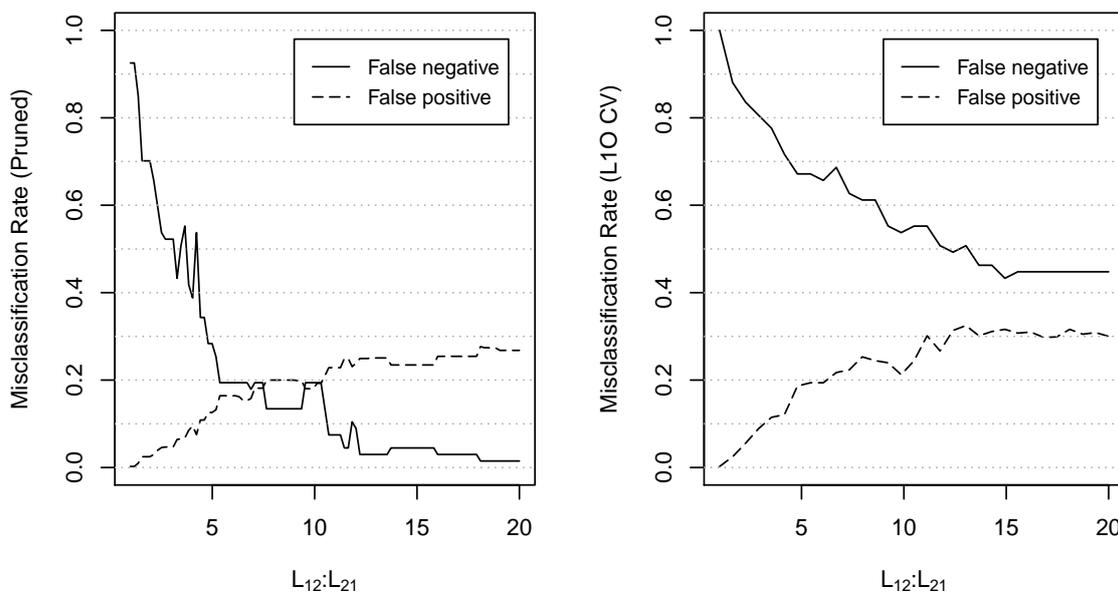 Misclassification Rate (Pruned)
1.0
0.8
0.6
0.4
0.2
0.0
False negative
False positive
5
10
15
20
L12:L21
Misclassification Rate (L1O CV)
1.0
0.8
0.6
0.4
0.2
0.0
False negative
False positive
5
10
15
20
L12:L21